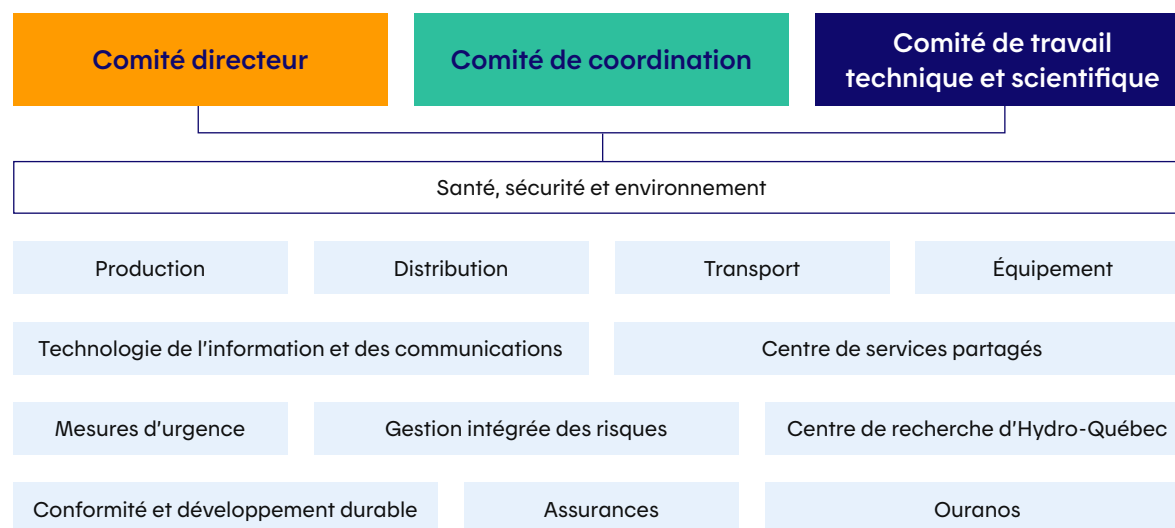 Comité directeur
Comité de coordination
Comité de travail
technique et scientifique
Santé, sécurité et environnement
Production
Distribution
Transport
Équipement
Technologie de l'information et des communications
Centre de services partagés
Mesures d'urgence
Gestion intégrée des risques
Centre de recherche d'Hydro-Québec
Conformité et développement durable
Assurances
Ouranos